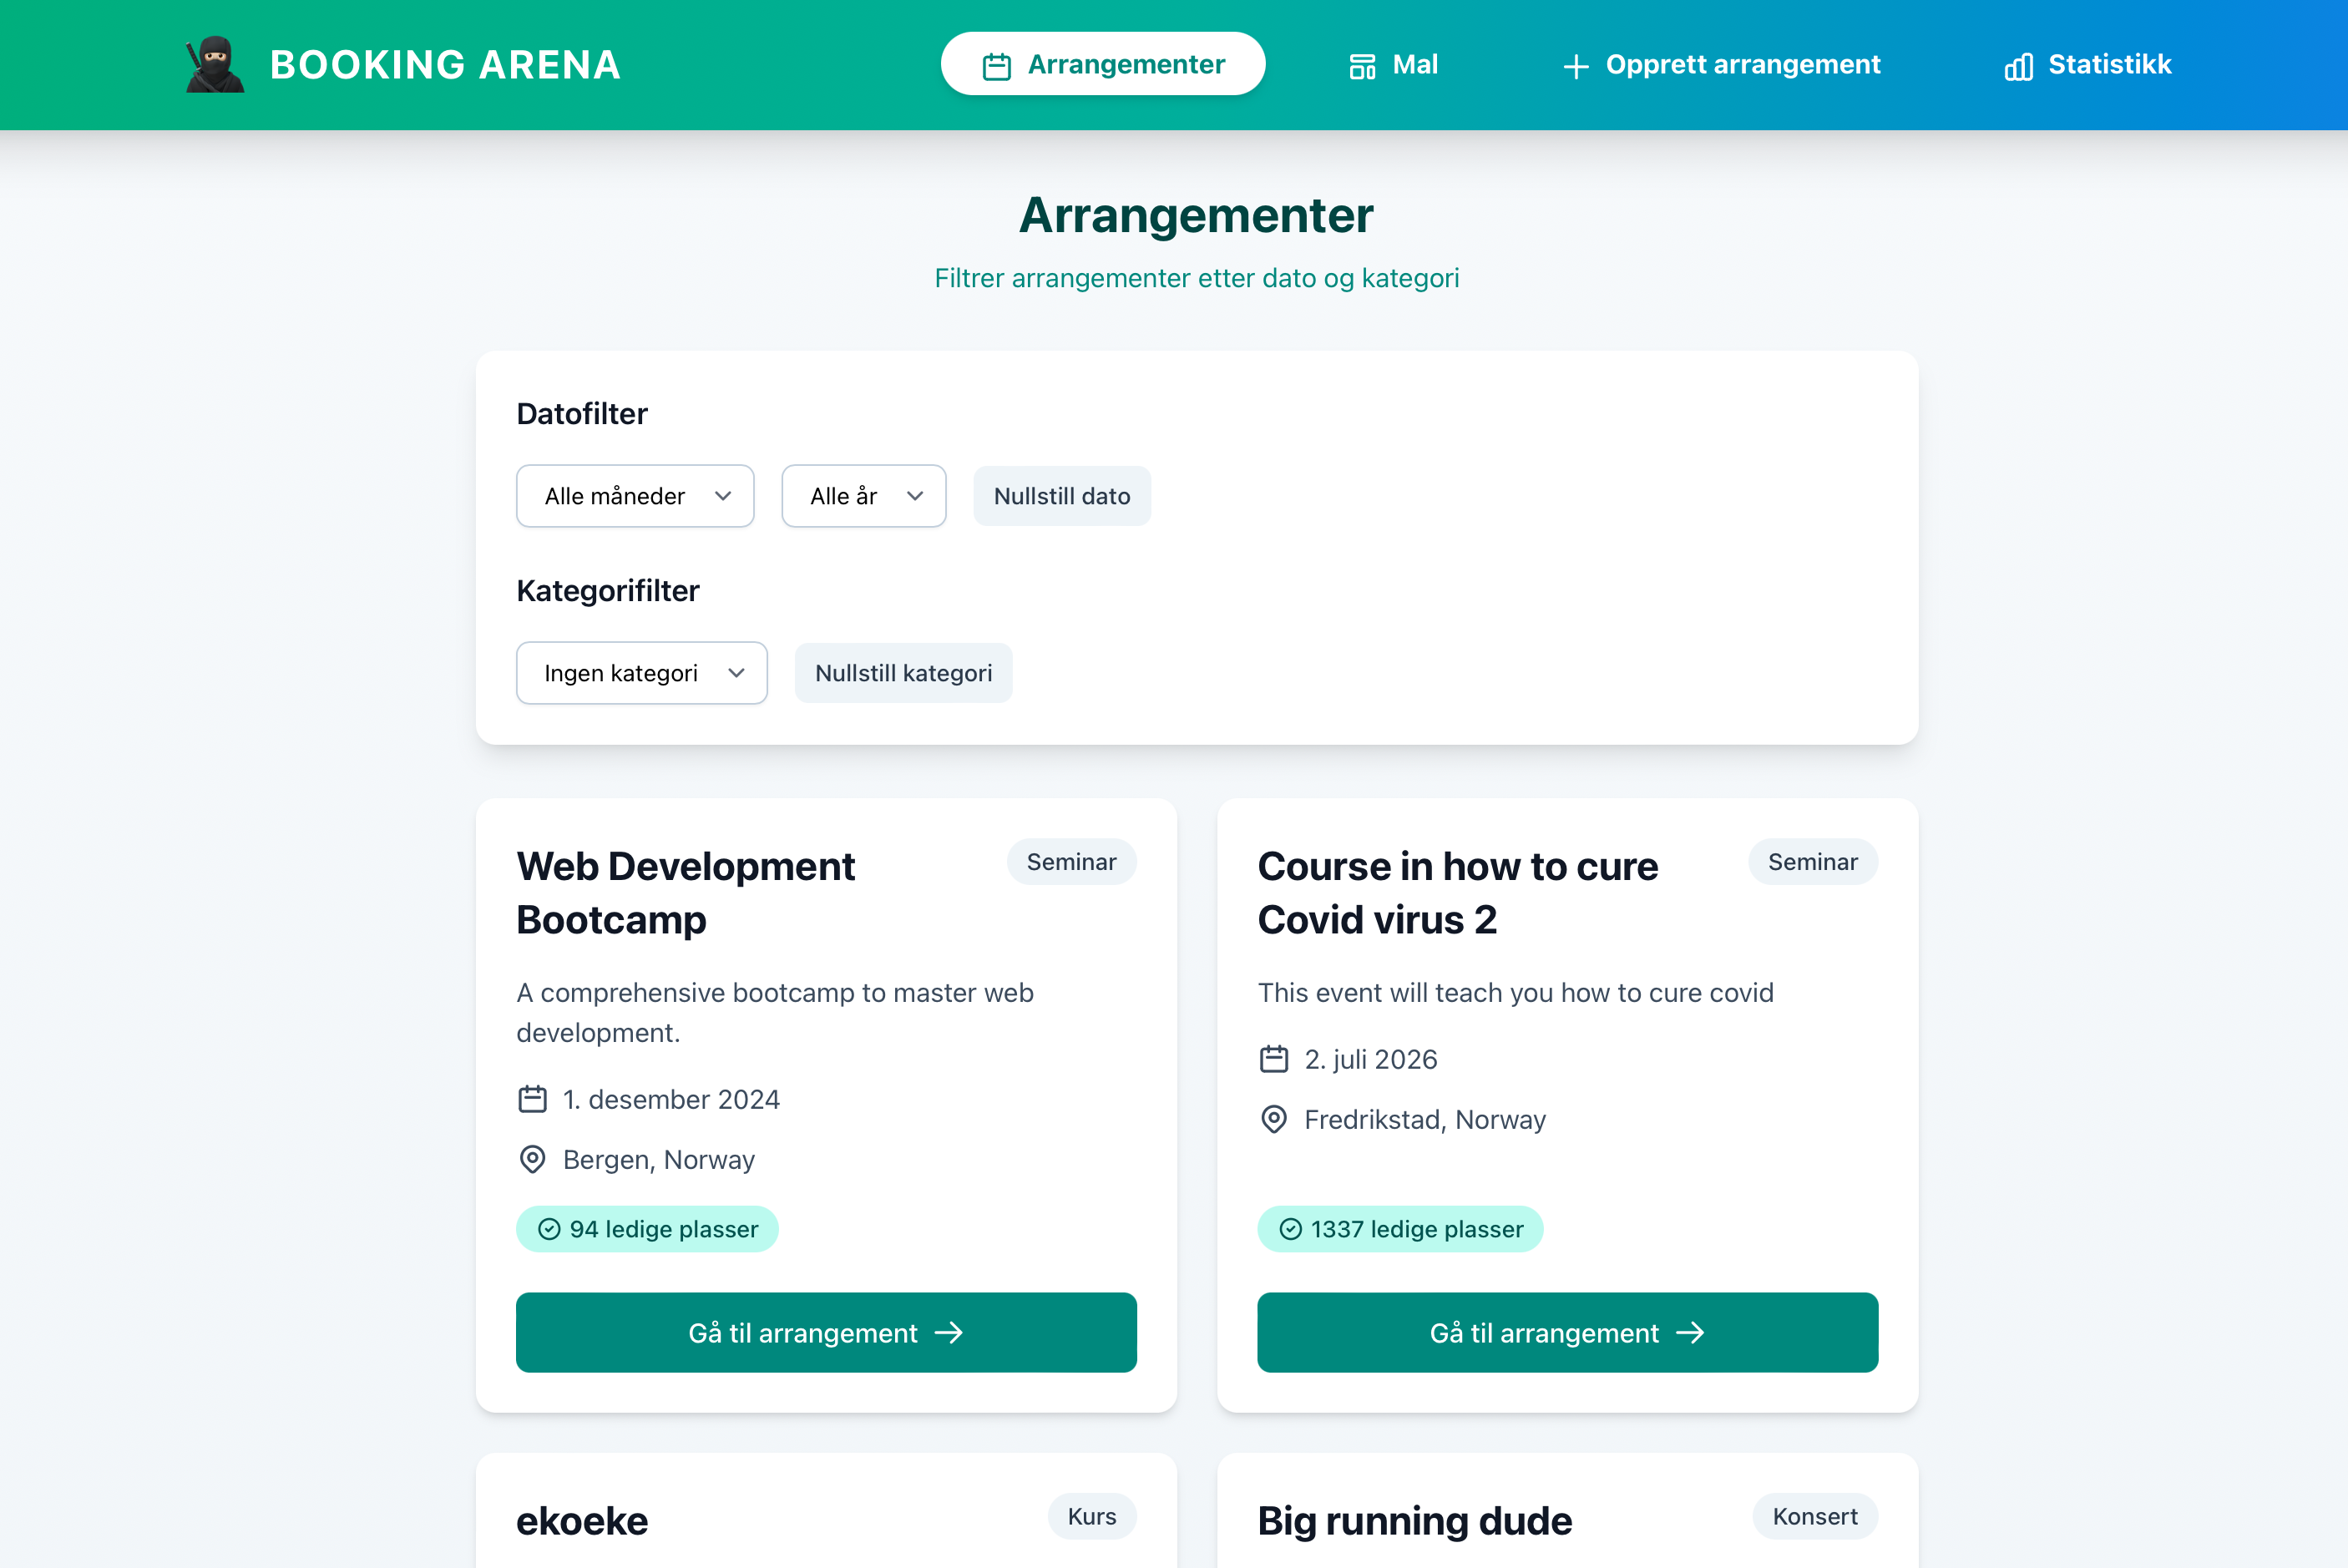 BOOKING ARENA
Arrangementer
Mal
Opprett arrangement
Statistikk
Arrangementer
Filtrer arrangementer etter dato og kategori
Datofilter
Alle måneder
Alle år
Nullstill dato
Kategorifilter
Ingen kategori
Nullstill kategori
Web Development
Bootcamp
Seminar
A comprehensive bootcamp to master web
development.
1. desember 2024
Bergen, Norway
94 ledige plasser
Gå til arrangement
Course in how to cure
Covid virus 2
Seminar
This event will teach you how to cure covid
2. juli 2026
Fredrikstad, Norway
1337 ledige plasser
Gå til arrangement
ekoeke
Kurs
Big running dude
Konsert